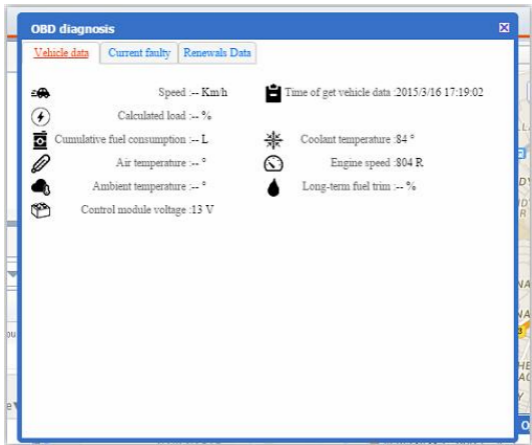 OBD diagnosis
Vehicle data Current faulty Renewals Data
Speed :-- Km/h Time of get vehicle data :2015/3/16 17:19:02
Calculated load :-- %
Cumulative fuel consumption :-- L Coolant temperature :84 °
Air temperature :-- ° Engine speed :804 R
Ambient temperature :-- ° Long-term fuel trim :-- %
Control module voltage :13 V